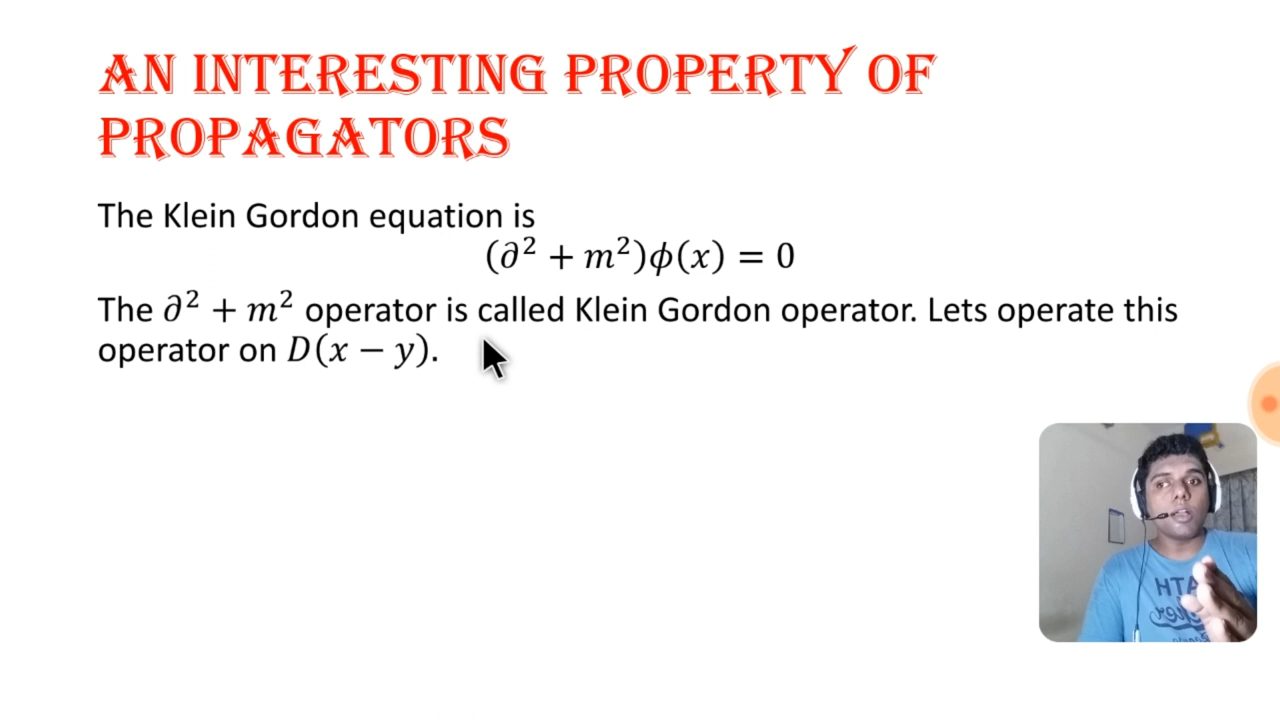 AN INTERESTING PROPERTY OF
PROPAGATORS
The Klein Gordon equation is
(∂² + m²)ϕ(x) = 0
The ∂² + m² operator is called Klein Gordon operator. Lets operate this
operator on D(x − y).